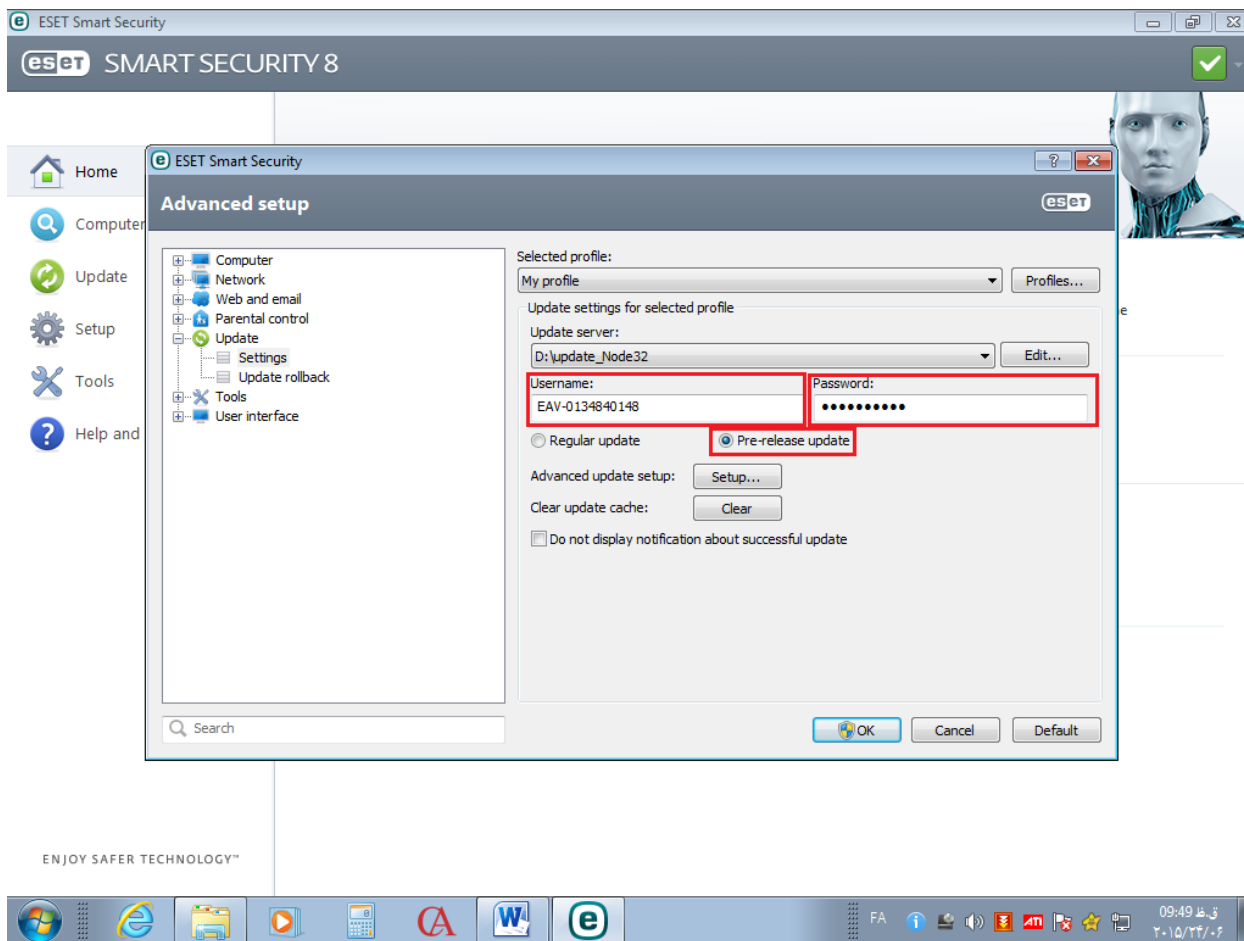 ESET Smart Security
eset SMART SECURITY 8
Home
Computer
Update
Setup
Tools
Help and
ESET Smart Security
Advanced setup
eset
Computer
Network
Web and email
Parental control
Update
Settings
Update rollback
Tools
User interface
Search
Selected profile:
My profile
Profiles...
Update settings for selected profile
Update server:
D:\update_Node32
Edit...
Username:
Password:
EAV-0134840148
●●●●●●●●●●
Regular update
Pre-release update
Advanced update setup:
Setup...
Clear update cache:
Clear
Do not display notification about successful update
OK
Cancel
Default
e
ENJOY SAFER TECHNOLOGY™
FA
ATI
09:49 ق.ظ
۲۰۱۵/۲۴/۰۶